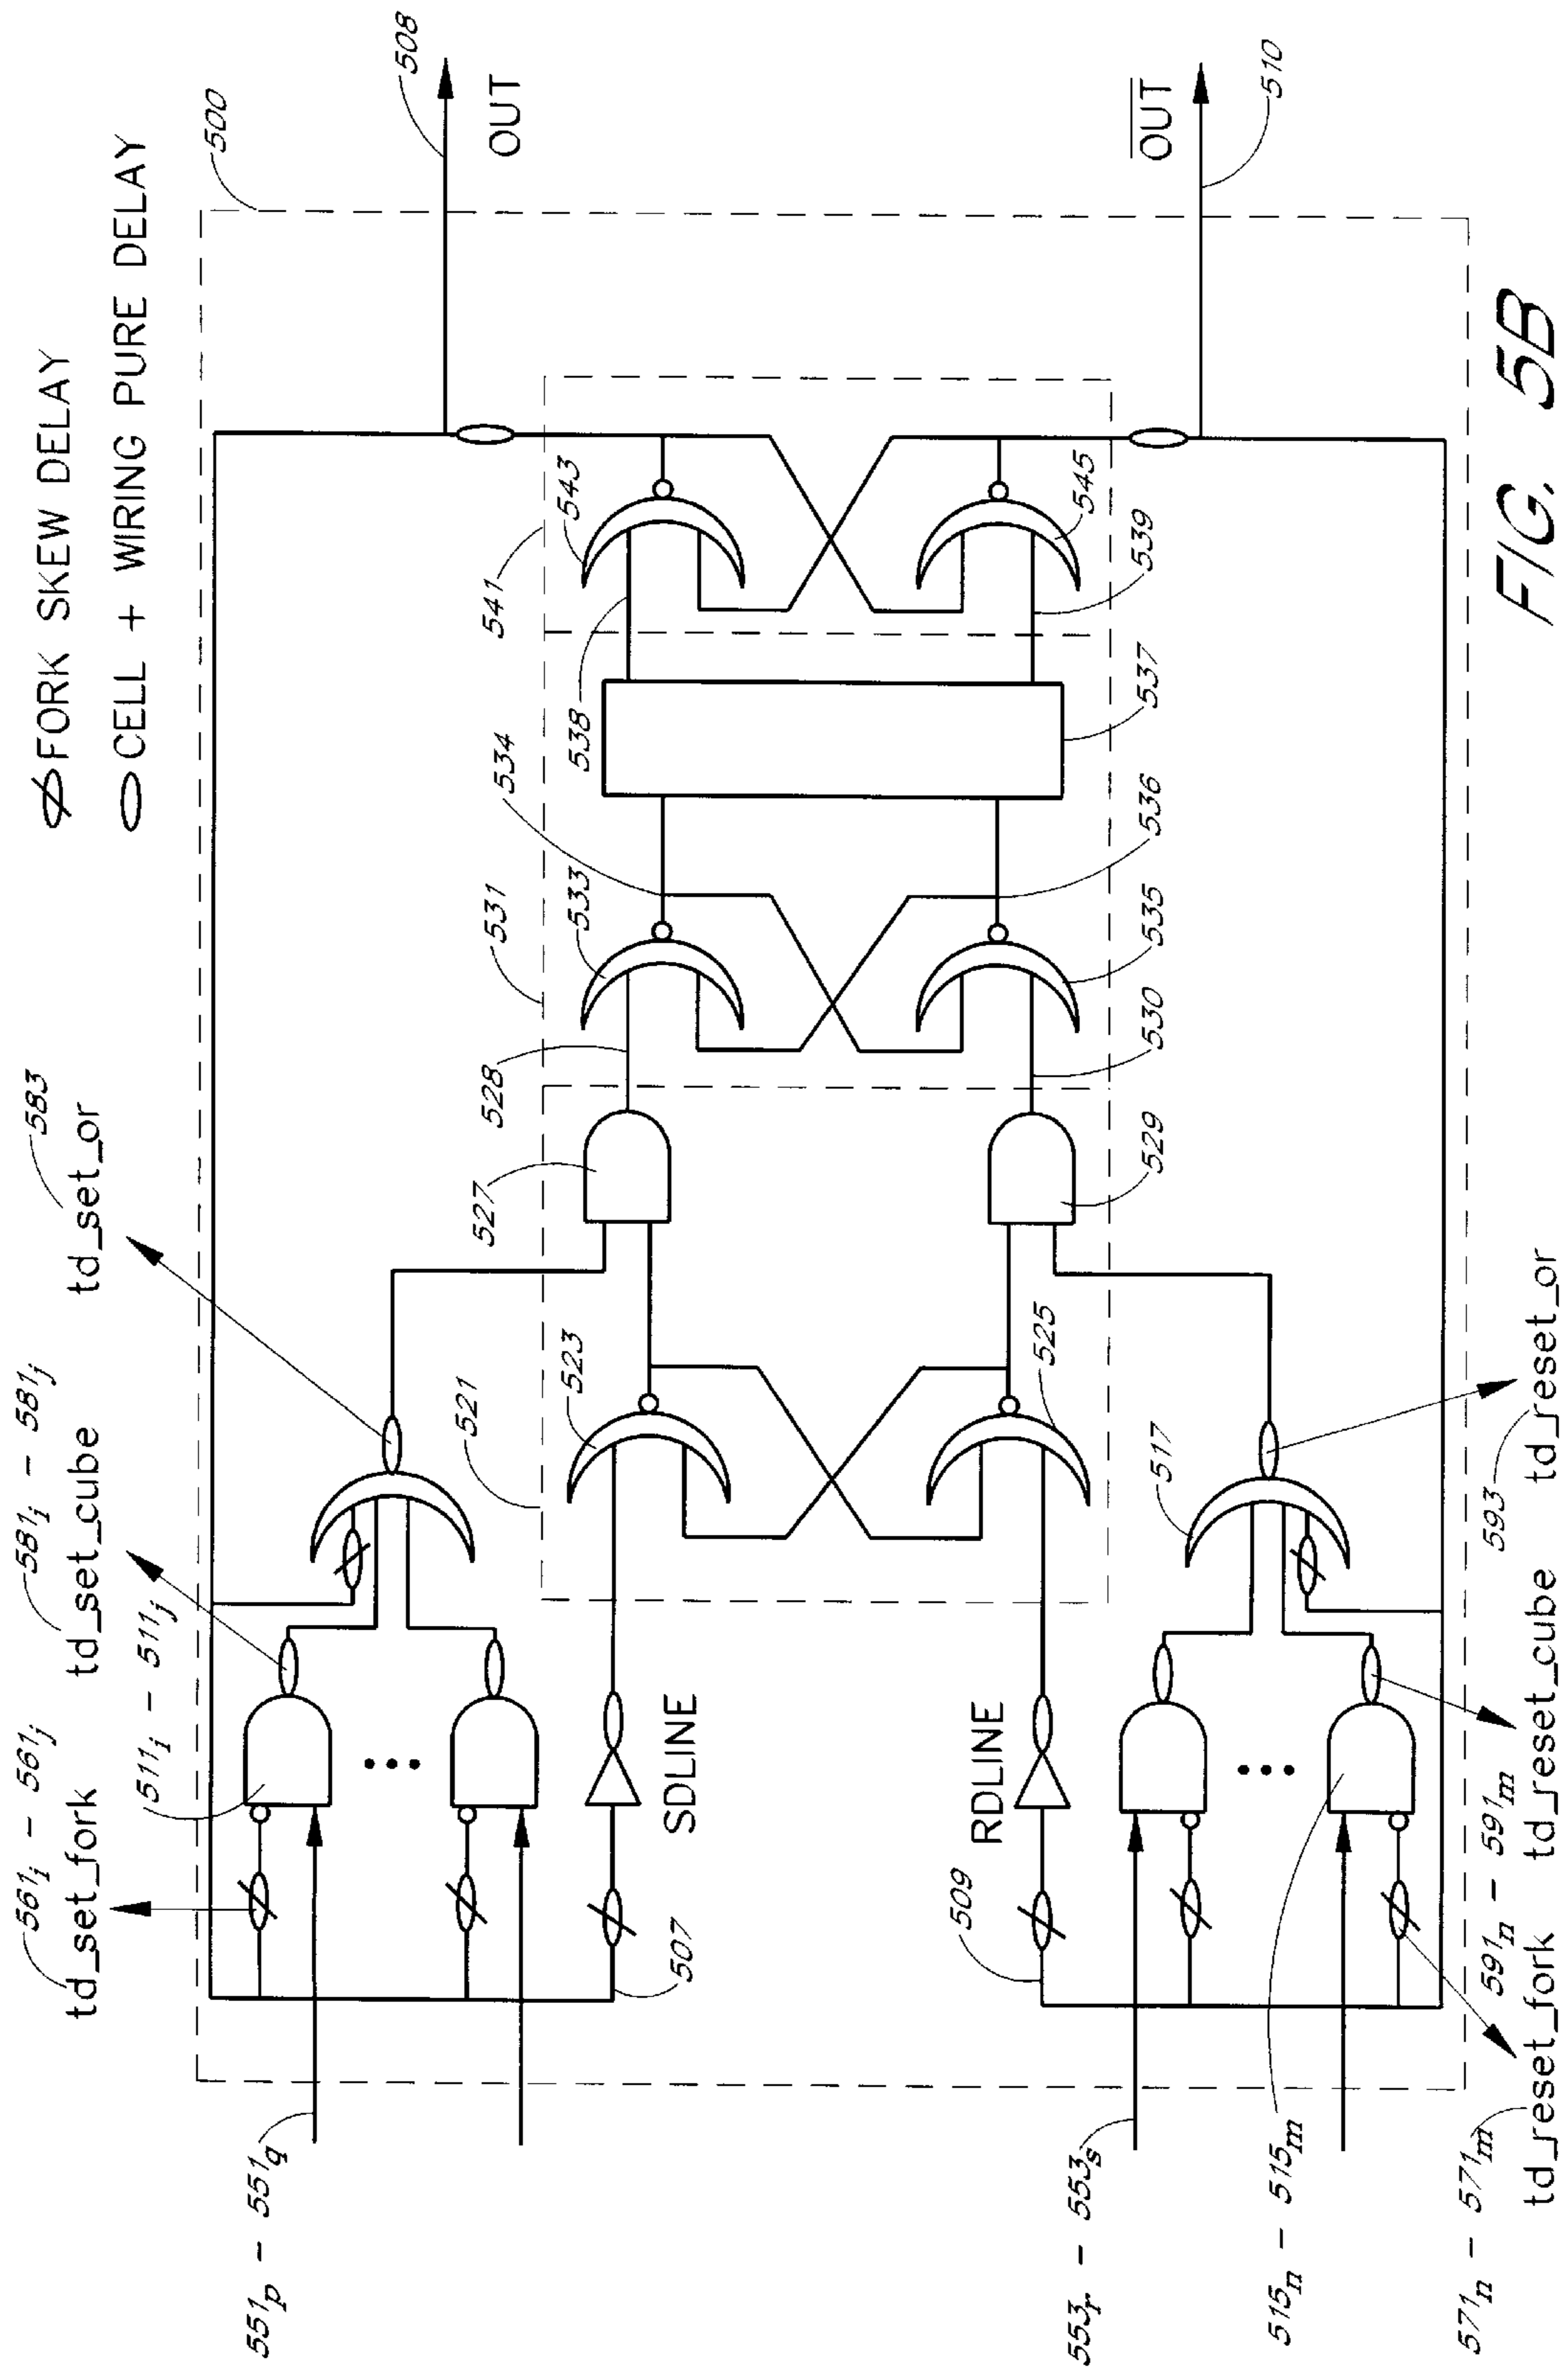 ⌀FORK SKEW DELAY
CELL + WIRING PURE DELAY
561i - 561j
td_set_fork
511i - 511j
581i - 581j
td_set_cube
583
td_set_or
500
508
OUT
551p - 551q
521
523
527
528
531
533
534
538
541
543
507
SDLINE
RDLINE
509
525
529
530
535
536
537
539
545
OUT
510
517
553r - 553s
515n - 515m
571n - 571m
td_reset_fork
591n - 591m
td_reset_cube
593
td_reset_or
FIG. 5B